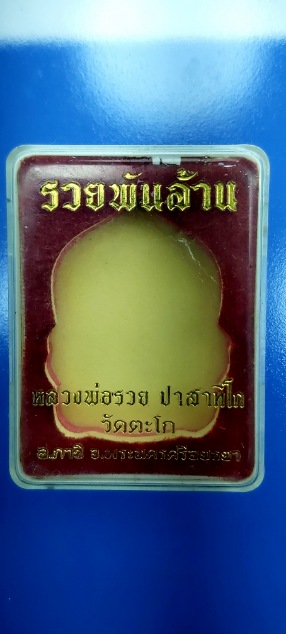 รวยพันล้าน
หลวงพ่อรวย ปาสาทิโก
วัดตะโก
อ.ภาชี จ.พระนครศรีอยุธยา